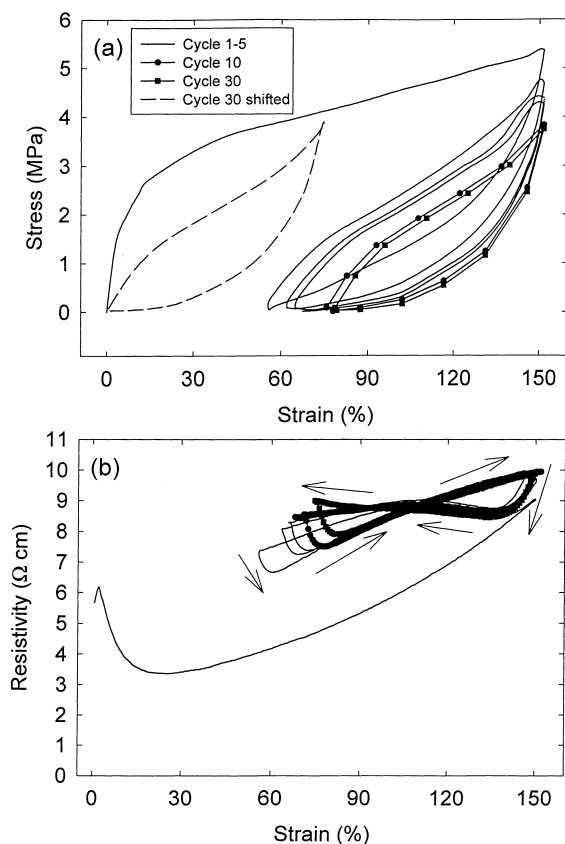 (a)
Cycle 1-5
Cycle 10
Cycle 30
Cycle 30 shifted
6
5
4
3
2
1
0
Stress (MPa)
0 30 60 90 120 150
Strain (%)
(b)
11
10
9
8
7
6
5
4
3
2
1
0
Resistivity (Ω cm)
0 30 60 90 120 150
Strain (%)